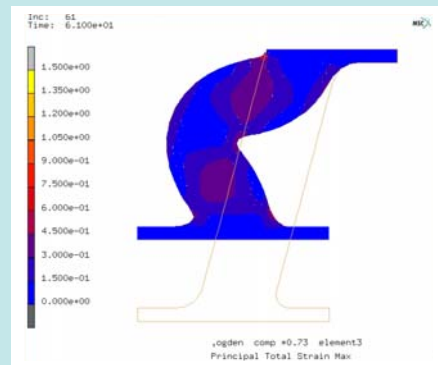 Inc: 61
Time: 6.100e+01
MSC
1.500e+00
1.350e+00
1.200e+00
1.050e+00
9.000e-01
7.500e-01
6.000e-01
4.500e-01
3.000e-01
1.500e-01
0.000e+00
,ogden comp *0.73 element3
Principal Total Strain Max